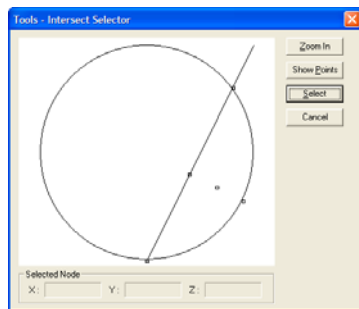 Tools - Intersect Selector
Zoom In
Show Points
Select
Cancel
Selected Node
X:
Y:
Z: